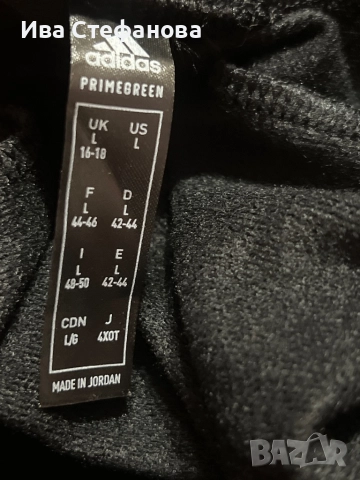 Ива Стефанова
adidas
PRIMEGREEN
UK US
L L
16-18
F D
L L
44-46 42-44
I E
L L
48-50 42-44
CDN J
L/G 4XOT
MADE IN JORDAN
BAZAR